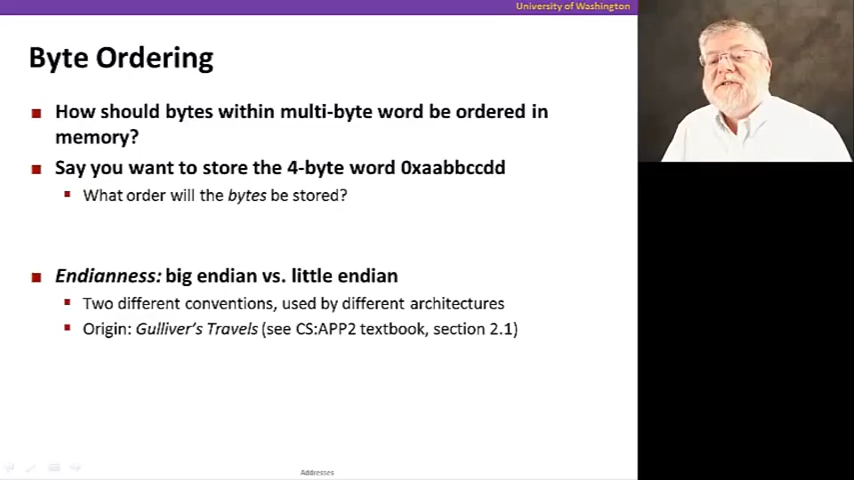 University of Washington
Byte Ordering
How should bytes within multi-byte word be ordered in
memory?
Say you want to store the 4-byte word 0xaabbccdd
What order will the bytes be stored?
Endianness: big endian vs. little endian
Two different conventions, used by different architectures
Origin: Gulliver's Travels (see CS:APP2 textbook, section 2.1)
Addresses